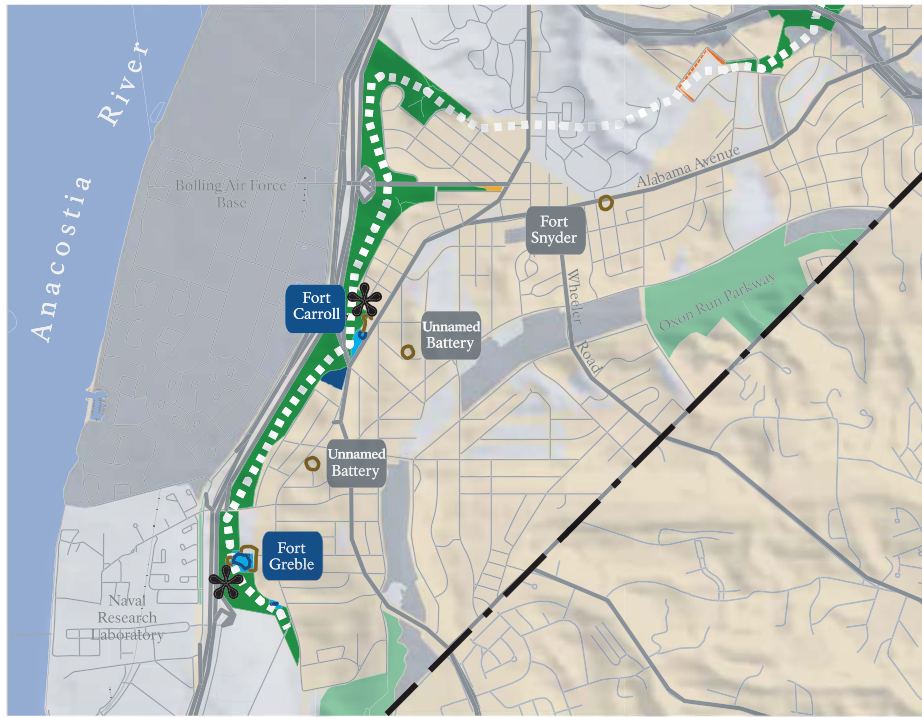 Anacostia River
Bolling Air Force
Base
Alabama Avenue
Fort
Snyder
Wheeler Road
Oxon Run Parkway
Fort
Carroll
Unnamed
Battery
Unnamed
Battery
Fort
Greble
Naval
Research
Laboratory